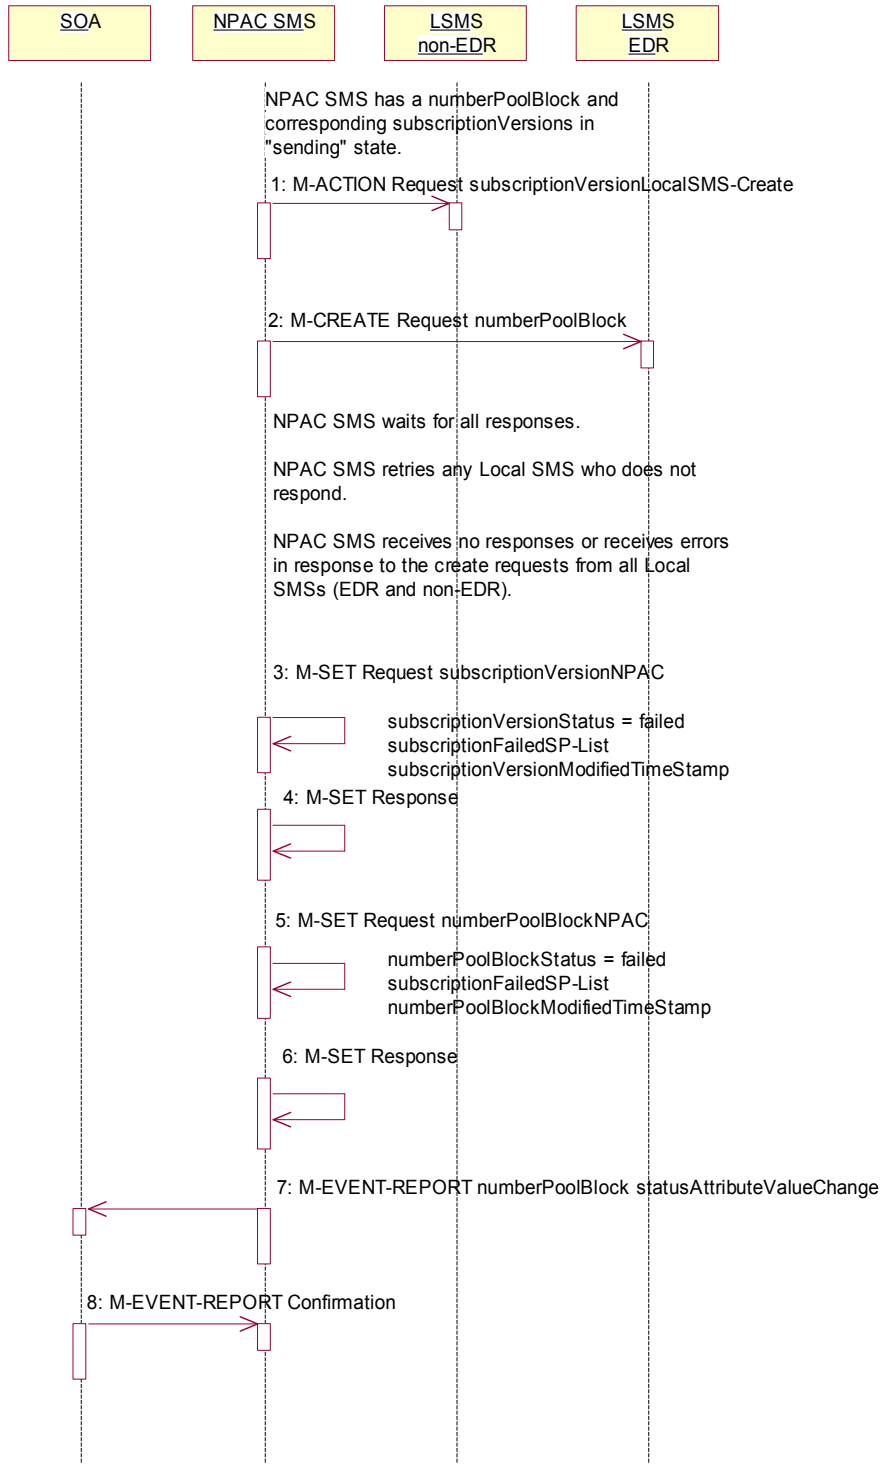 SOA
NPAC SMS
LSMS
non-EDR
LSMS
EDR
NPAC SMS has a numberPoolBlock and
corresponding subscriptionVersions in
"sending" state.
1: M-ACTION Request subscriptionVersionLocalSMS-Create
2: M-CREATE Request numberPoolBlock
NPAC SMS waits for all responses.
NPAC SMS retries any Local SMS who does not
respond.
NPAC SMS receives no responses or receives errors
in response to the create requests from all Local
SMSs (EDR and non-EDR).
3: M-SET Request subscriptionVersionNPAC
subscriptionVersionStatus = failed
subscriptionFailedSP-List
subscriptionVersionModifiedTimeStamp
4: M-SET Response
5: M-SET Request numberPoolBlockNPAC
numberPoolBlockStatus = failed
subscriptionFailedSP-List
numberPoolBlockModifiedTimeStamp
6: M-SET Response
7: M-EVENT-REPORT numberPoolBlock statusAttributeValueChange
8: M-EVENT-REPORT Confirmation